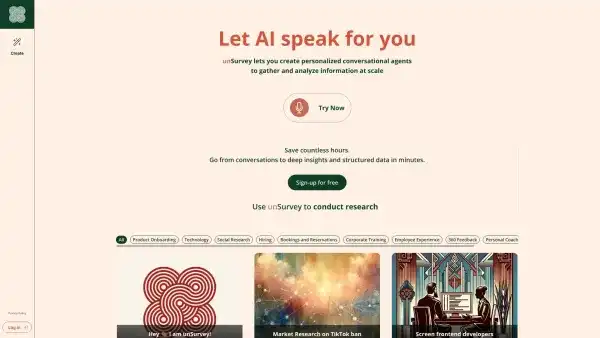 Create
Let AI speak for you
unSurvey lets you create personalized conversational agents
to gather and analyze information at scale
Try Now
Save countless hours.
Go from conversations to deep insights and structured data in minutes.
Sign-up for free
Use unSurvey to conduct research
All
Product Onboarding
Technology
Social Research
Hiring
Bookings and Reservations
Corporate Training
Employee Experience
360 Feedback
Personal Coach
Hey 👋 I am unSurvey!
Market Research on TikTok ban
Screen frontend developers
Privacy Policy
Log in